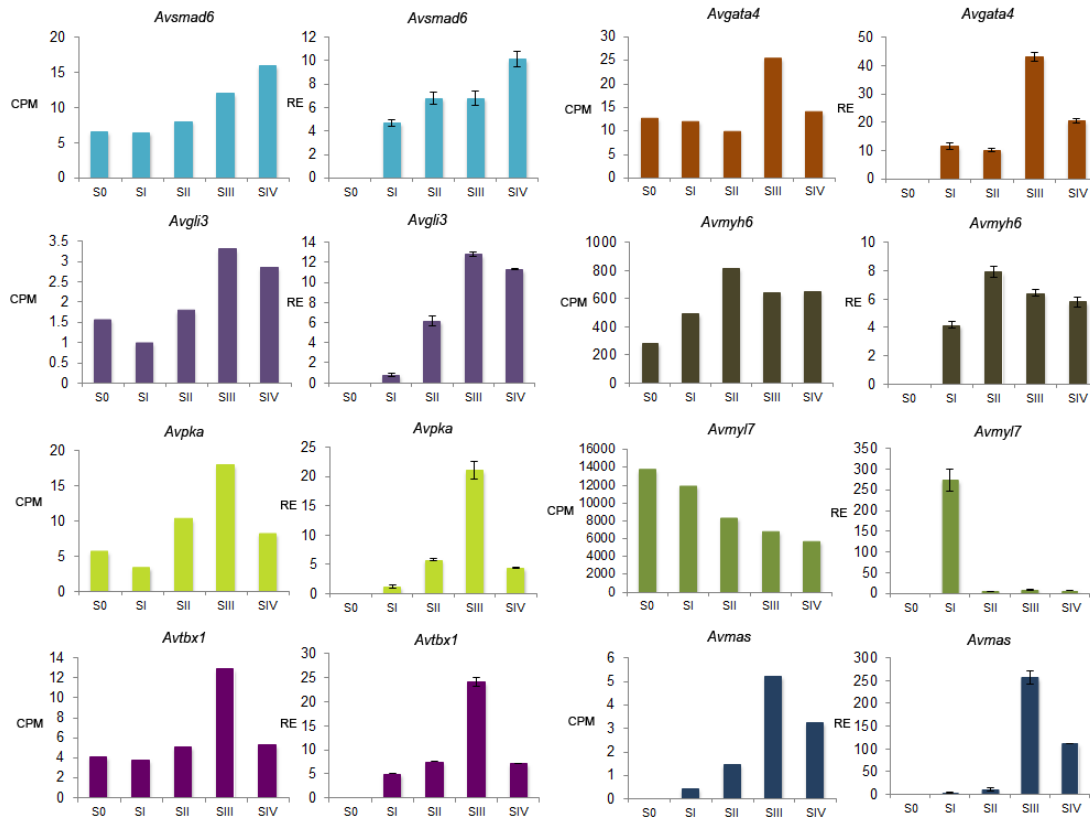 Avsmad6
20
15
10
5
0
CPM
S0 SI SII SIII SIV
Avsmad6
12
10
8
6
4
2
0
RE
S0 SI SII SIII SIV
Avgata4
30
25
20
15
10
5
0
CPM
S0 SI SII SIII SIV
Avgata4
50
40
30
20
10
0
RE
S0 SI SII SIII SIV
Avgli3
3.5
3
2.5
2
1.5
1
0.5
0
CPM
S0 SI SII SIII SIV
Avgli3
14
12
10
8
6
4
2
0
RE
S0 SI SII SIII SIV
Avmyh6
1000
800
600
400
200
0
CPM
S0 SI SII SIII SIV
Avmyh6
10
8
6
4
2
0
RE
S0 SI SII SIII SIV
Avpka
20
15
10
5
0
CPM
S0 SI SII SIII SIV
Avpka
25
20
15
10
5
0
RE
S0 SI SII SIII SIV
Avmyl7
16000
14000
12000
10000
8000
6000
4000
2000
0
CPM
S0 SI SII SIII SIV
Avmyl7
350
300
250
200
150
100
50
0
RE
S0 SI SII SIII SIV
Avtbx1
14
12
10
8
6
4
2
0
CPM
S0 SI SII SIII SIV
Avtbx1
30
25
20
15
10
5
0
RE
S0 SI SII SIII SIV
Avmas
6
5
4
3
2
1
0
CPM
S0 SI SII SIII SIV
Avmas
300
250
200
150
100
50
0
RE
S0 SI SII SIII SIV